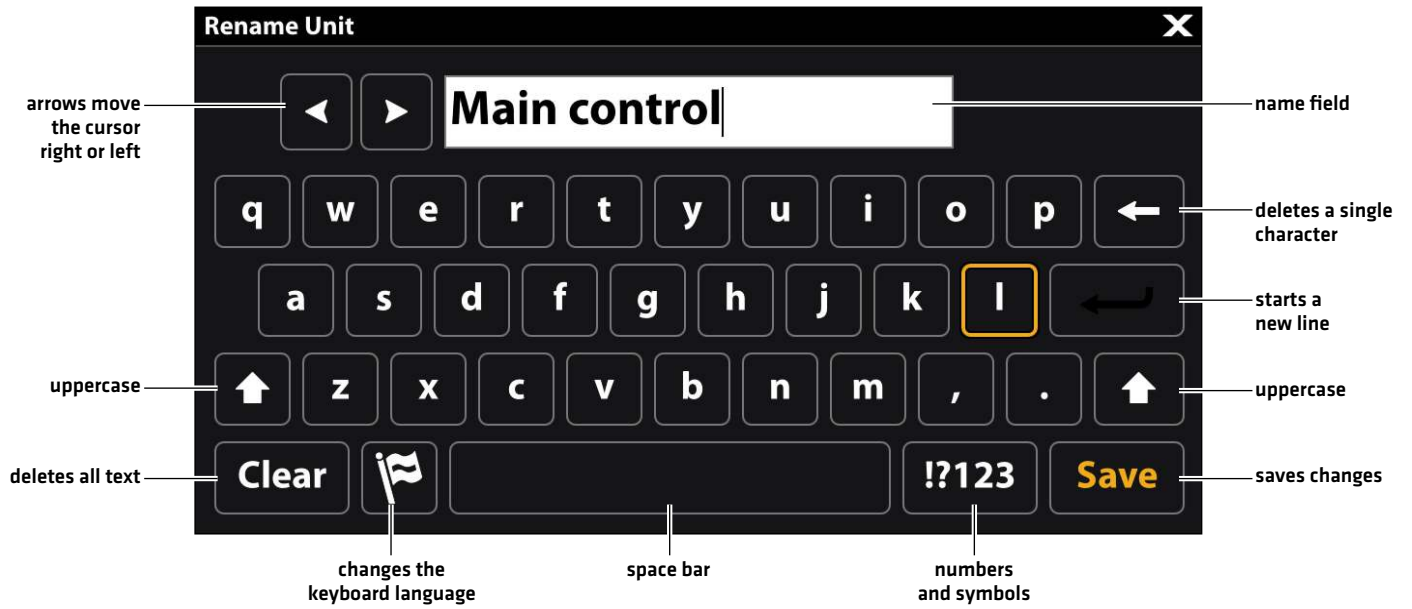 Rename Unit X
arrows move
the cursor
right or left
Main control
name field
q w e r t y u i o p
deletes a single
character
a s d f g h j k l
starts a
new line
uppercase
z x c v b n m , .
uppercase
deletes all text
Clear
!?123
Save
saves changes
changes the
keyboard language
space bar
numbers
and symbols